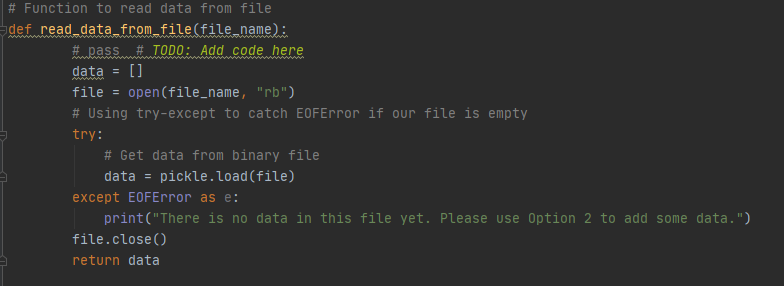 # Function to read data from file
def read_data_from_file(file_name):
        # pass  # TODO: Add code here
        data = []
        file = open(file_name, "rb")
        # Using try-except to catch EOFError if our file is empty
        try:
            # Get data from binary file
            data = pickle.load(file)
        except EOFError as e:
            print("There is no data in this file yet. Please use Option 2 to add some data.")
        file.close()
        return data